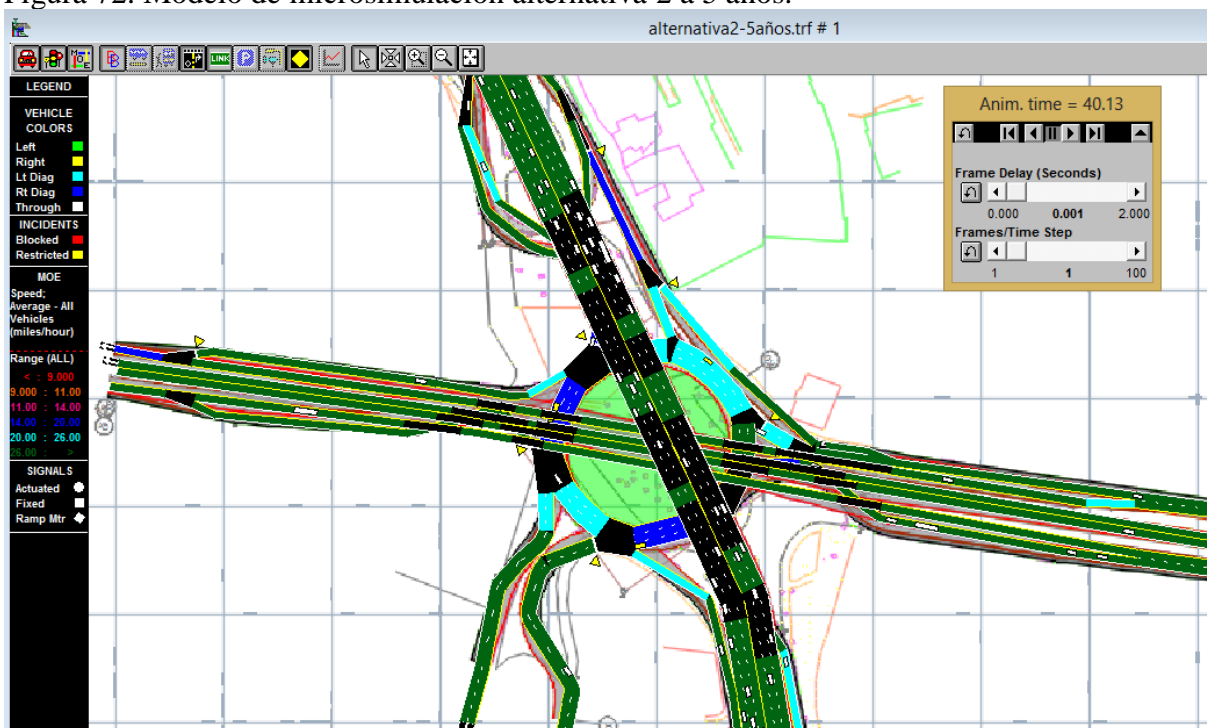 Figura 72. Modelo de microsimulación alternativa 2 a 5 años.
alternativa2-5años.trf # 1
LINK
LEGEND
VEHICLE
COLORS
Left
Right
Lt Diag
Rt Diag
Through
INCIDENTS
Blocked
Restricted
MOE
Speed;
Average - All
Vehicles
(miles/hour)
Range (ALL)
< : 9.000
9.000 : 11.00
11.00 : 14.00
14.00 : 20.00
20.00 : 26.00
26.00 : >
SIGNALS
Actuated
Fixed
Ramp Mtr
Anim. time = 40.13
Frame Delay (Seconds)
0.000 0.001 2.000
Frames/Time Step
1 1 100